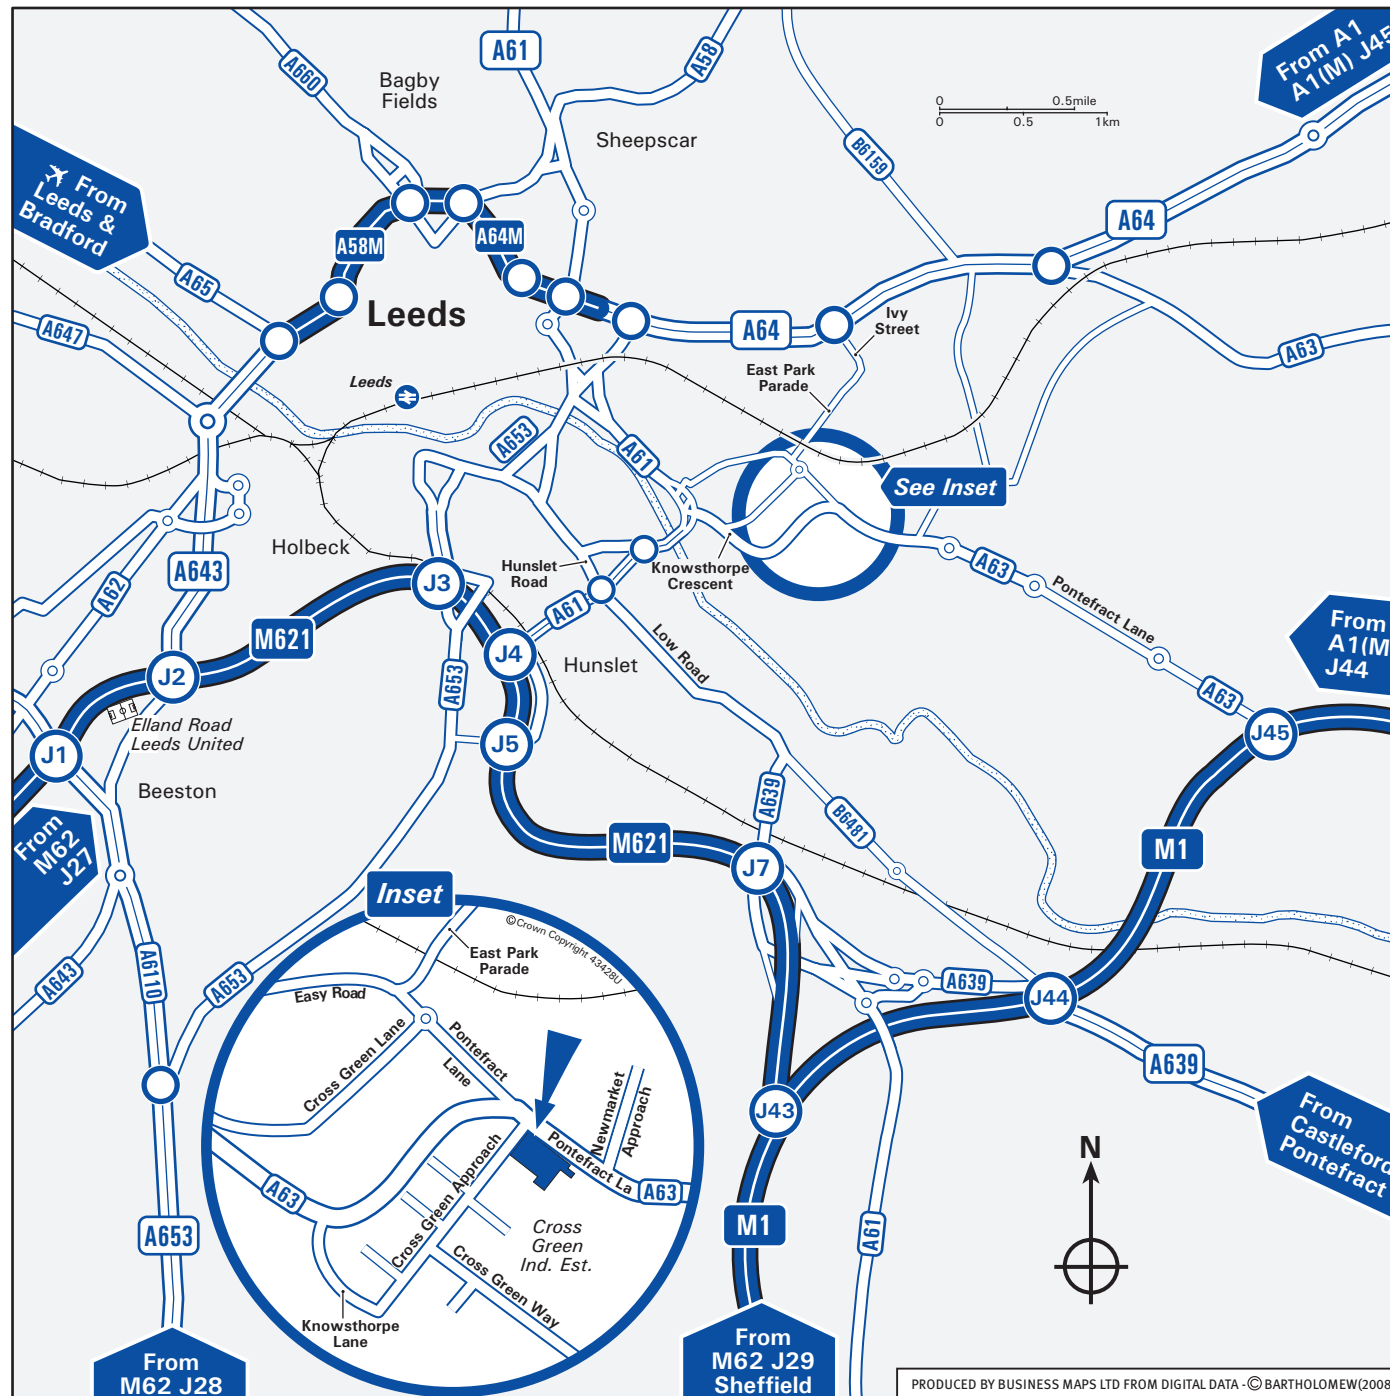 A61
A58
A660
Bagby
Fields
Sheepscar
From A1
A1(M) J45
0 0.5mile
0 0.5 1km
B6159
From
Leeds &
Bradford
A64
A58M
A64M
A65
Leeds
A647
A64
Ivy
Street
A63
East Park
Parade
Leeds
A653
A61
See Inset
Holbeck
A643
A62
Hunslet
Road
Knowsthorpe
Crescent
A63
Pontefract Lane
J3
A61
M621
J4
Hunslet
Low Road
From
A1(M
J44
J2
A653
A63
Elland Road
Leeds United
J1
J5
J45
Beeston
A639
B6481
From
M62
J27
M621
M1
J7
Inset
© Crown Copyright 43428U
East Park
Parade
A643
A6110
A653
Easy Road
A639
J44
Cross Green Lane
Pontefract
Lane
A639
Newmarket
Approach
J43
From
Castleford
Pontefract
Pontefract La
A63
A63
Cross Green Approach
N
A653
Cross
Green
Ind. Est.
M1
A61
Cross Green Way
Knowsthorpe
Lane
From
M62 J28
From
M62 J29
Sheffield
PRODUCED BY BUSINESS MAPS LTD FROM DIGITAL DATA - © BARTHOLOMEW(2008